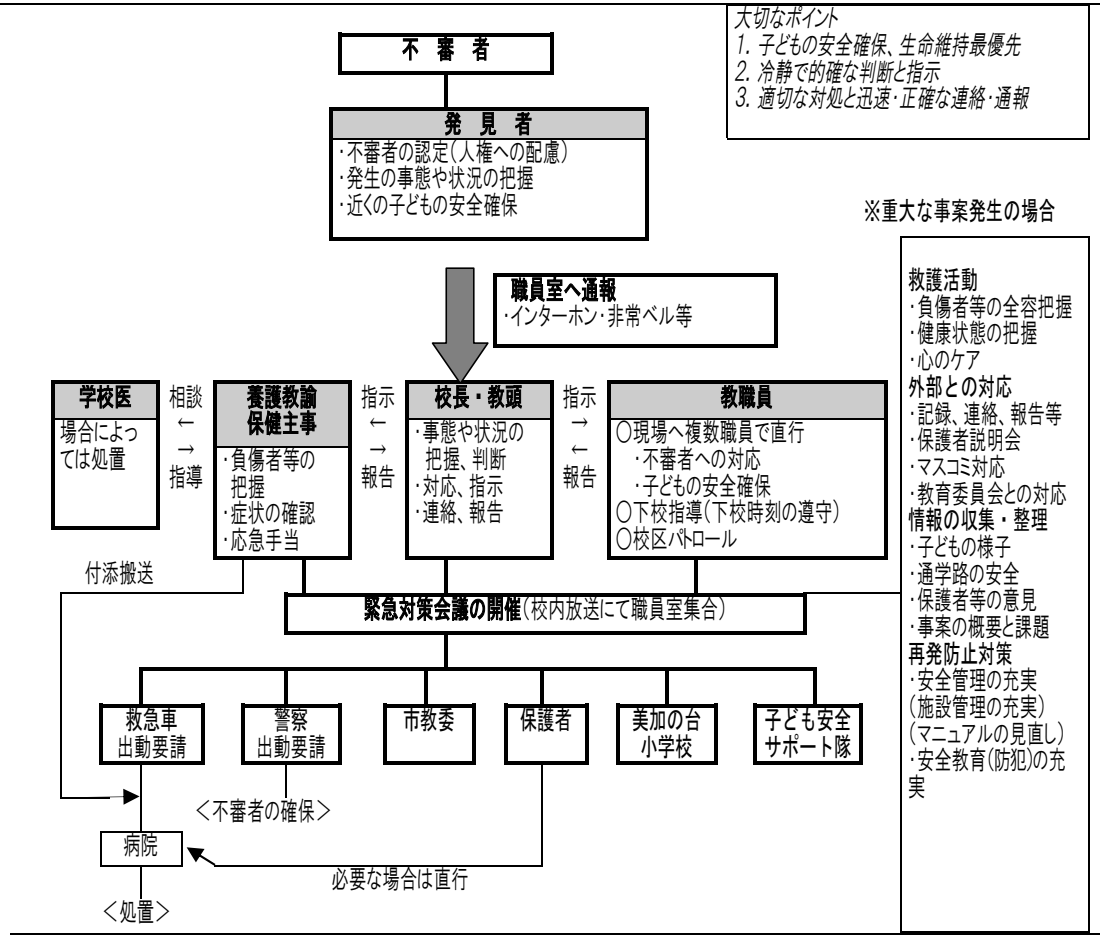 大切なポイント
1. 子どもの安全確保、生命維持最優先
2. 冷静で的確な判断と指示
3. 適切な対処と迅速・正確な連絡・通報
不 審 者
発 見 者
・不審者の認定(人権への配慮)
・発生の事態や状況の把握
・近くの子どもの安全確保
※重大な事案発生の場合
職員室へ通報
・インターホン・非常ベル等
学校医
場合によっ
ては処置
相談
←
→
指導
養護教諭
保健主事
・負傷者等の
把握
・症状の確認
・応急手当
指示
←
→
報告
校長・教頭
・事態や状況の
把握、判断
・対応、指示
・連絡、報告
指示
→
←
報告
教職員
○現場へ複数職員で直行
・不審者への対応
・子どもの安全確保
○下校指導(下校時刻の遵守)
○校区パトロール
付添搬送
緊急対策会議の開催(校内放送にて職員室集合)
救急車
出動要請
警察
出動要請
市教委
保護者
美加の台
小学校
子ども安全
サポート隊
<不審者の確保>
病院
必要な場合は直行
<処置>
救護活動
・負傷者等の全容把握
・健康状態の把握
・心のケア
外部との対応
・記録、連絡、報告等
・保護者説明会
・マスコミ対応
・教育委員会との対応
情報の収集・整理
・子どもの様子
・通学路の安全
・保護者等の意見
・事案の概要と課題
再発防止対策
・安全管理の充実
(施設管理の充実)
(マニュアルの見直し)
・安全教育(防犯)の充
実